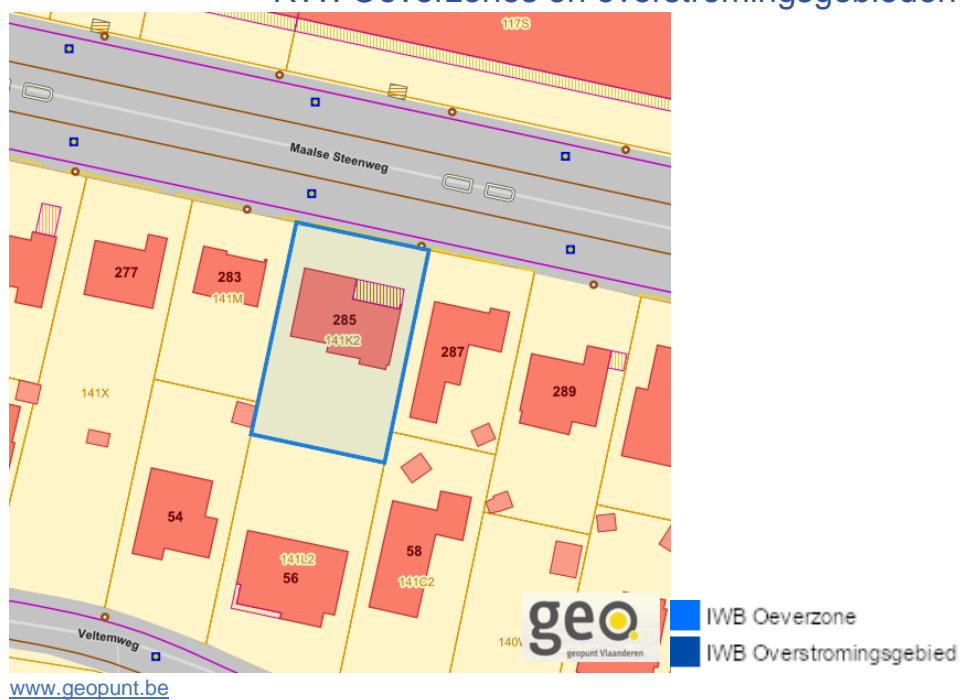 117S
Maalse Steenweg
277
283
141M
285
141K2
287
289
141X
54
141L2
56
58
141C2
Veltemweg
geo
geopunt Vlaanderen
IWB Oeverzone
IWB Overstromingsgebied
www.geopunt.be